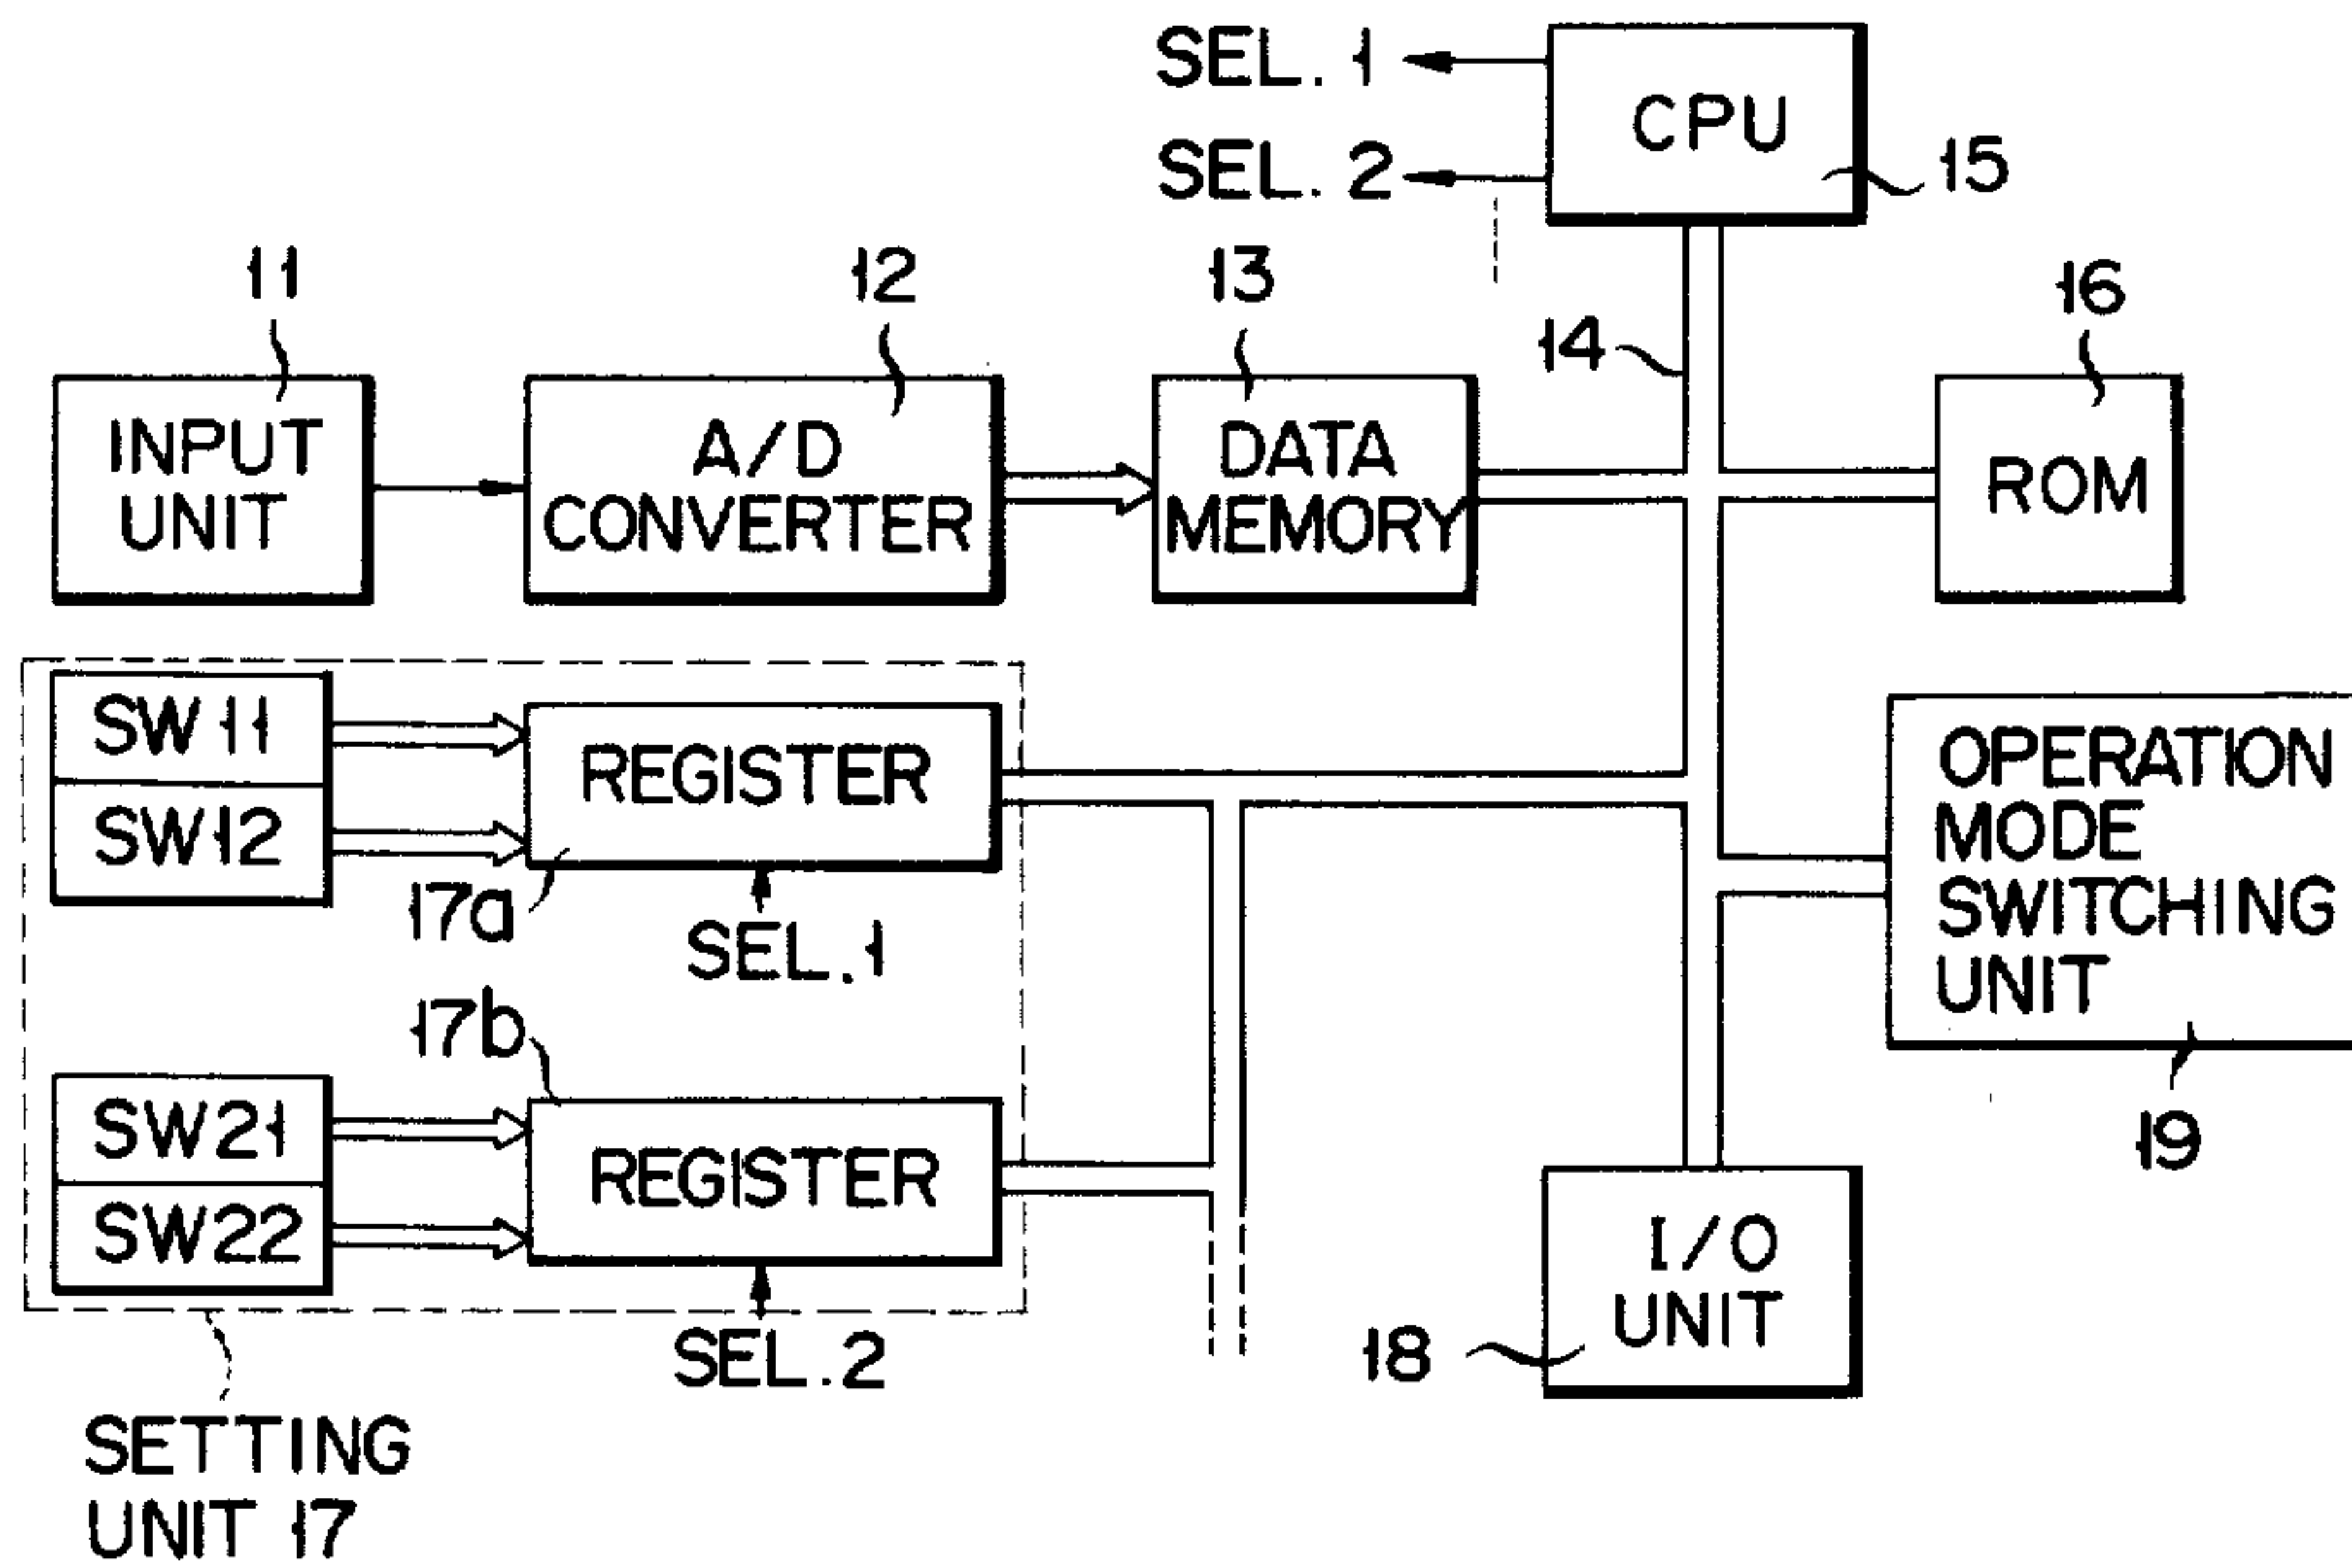 SEL. 1
CPU
SEL. 2
15
11
12
13
14
16
INPUT
UNIT
A/D
CONVERTER
DATA
MEMORY
ROM
SW 11
SW 12
REGISTER
17a
SEL. 1
OPERATION
MODE
SWITCHING
UNIT
19
17b
SW21
SW22
REGISTER
SEL. 2
I/O
UNIT
18
SETTING
UNIT 17